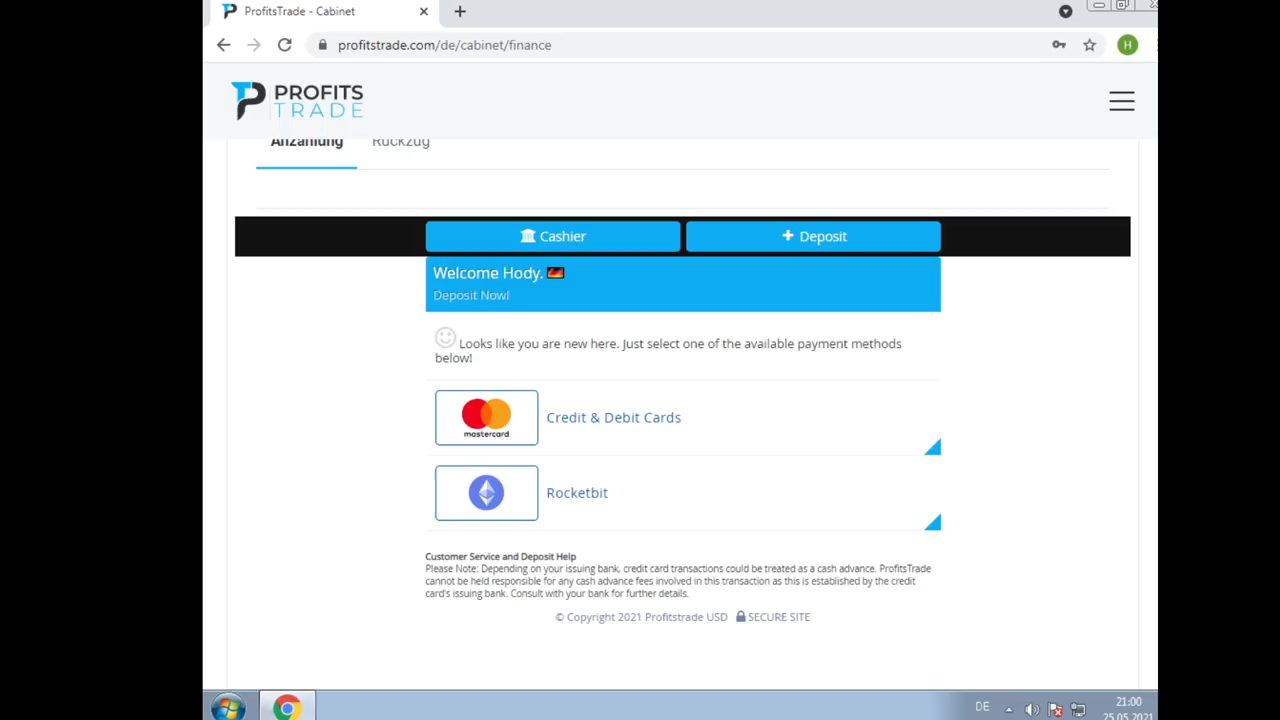 ProfitsTrade - Cabinet
profitstrade.com/de/cabinet/finance
H
PROFITS
TRADE
Anzahlung
Rückzug
Cashier
Deposit
Welcome Hody.
Deposit Now!
Looks like you are new here. Just select one of the available payment methods
below!
mastercard
Credit & Debit Cards
Rocketbit
Customer Service and Deposit Help
Please Note: Depending on your issuing bank, credit card transactions could be treated as a cash advance. ProfitsTrade
cannot be held responsible for any cash advance fees involved in this transaction as this is established by the credit
card's issuing bank. Consult with your bank for further details.
© Copyright 2021 Profitstrade USD SECURE SITE
DE
21:00
25.05.2021